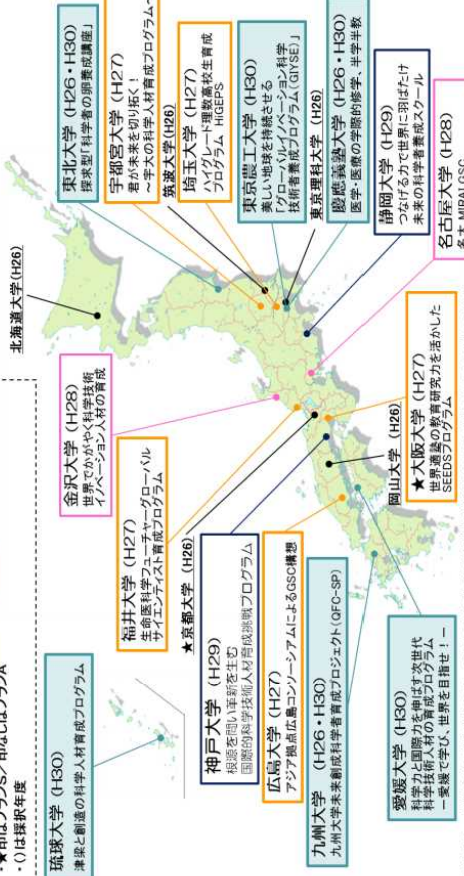 ・★印はプランB／印なしはプランA
・()は採択年度
琉球大学 (H30)
津梁と創造の科学人材育成プログラム
北海道大学(H26)
金沢大学 (H28)
世界でかがやく科学技術
イノベーション人材の育成
福井大学 (H27)
生命医科学フューチャーグローバル
サイエンティスト育成プログラム
★京都大学 (H26)
神戸大学 (H29)
根源を問い革新を生む
国際的科学技術人材育成挑戦プログラム
広島大学 (H27)
アジア拠点広島コンソーシアムによるGSC構想
九州大学 (H26・H30)
九州大学未来創成科学者育成プロジェクト(QFC-SP)
愛媛大学 (H30)
科学力と国際力を伸ばす次世代
科学技術人材の育成プログラム
－愛媛で学び、世界を目指せ！－
東北大学 (H26・H30)
探求型「科学者の卵養成講座」
宇都宮大学 (H27)
君が未来を切り拓く！
～宇大の科学人材育成プログラム～
筑波大学(H26)
埼玉大学 (H27)
ハイグレード理数高校生育成
プログラム HiGEPS
東京農工大学 (H30)
美しい地球を持続させる
「グローバルイノベーション科学
技術者養成プログラム(GIYSE)」
東京理科大学 (H26)
慶應義塾大学 (H26・H30)
医学・医療の学際的修学、半学半教
静岡大学 (H29)
つなげる力で世界に羽ばたけ
未来の科学者養成スクール
名古屋大学 (H28)
名大 MIRAI GSC
岡山大学 (H26)
★大阪大学 (H27)
世界適塾の教育研究力を活かした
SEEDSプログラム